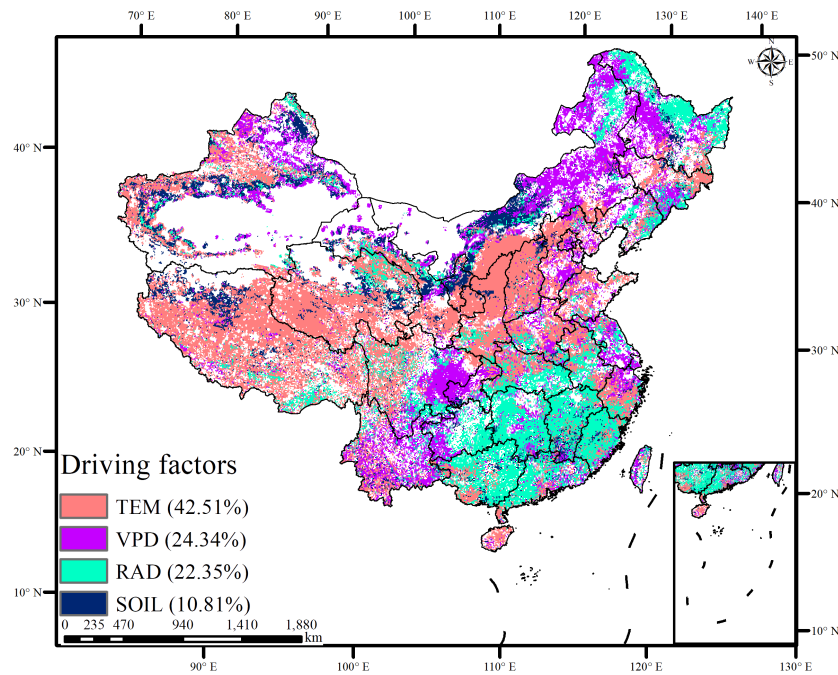 70° E 80° E 90° E 100° E 110° E 120° E 130° E 140° E
N
W E
S
50° N
40° N
40° N
30° N
30° N
20° N
20° N
10° N
10° N
Driving factors
TEM (42.51%)
VPD (24.34%)
RAD (22.35%)
SOIL (10.81%)
0 235 470 940 1,410 1,880
km
90° E 100° E 110° E 120° E 130° E